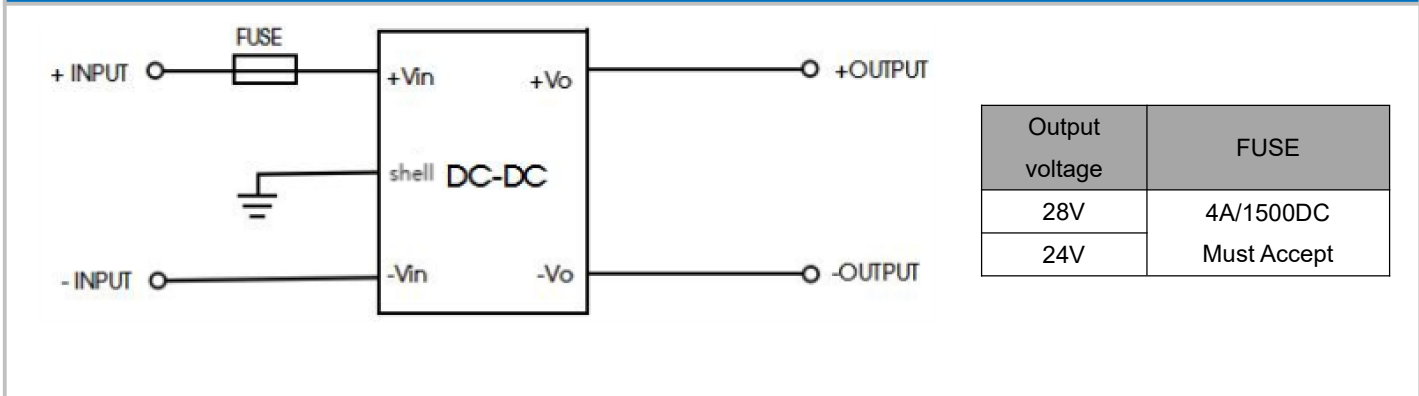 FUSE
+ INPUT
+Vin
+Vo
+OUTPUT
shell
DC-DC
- INPUT
-Vin
-Vo
-OUTPUT
Output
voltage
FUSE
28V
4A/1500DC
24V
Must Accept